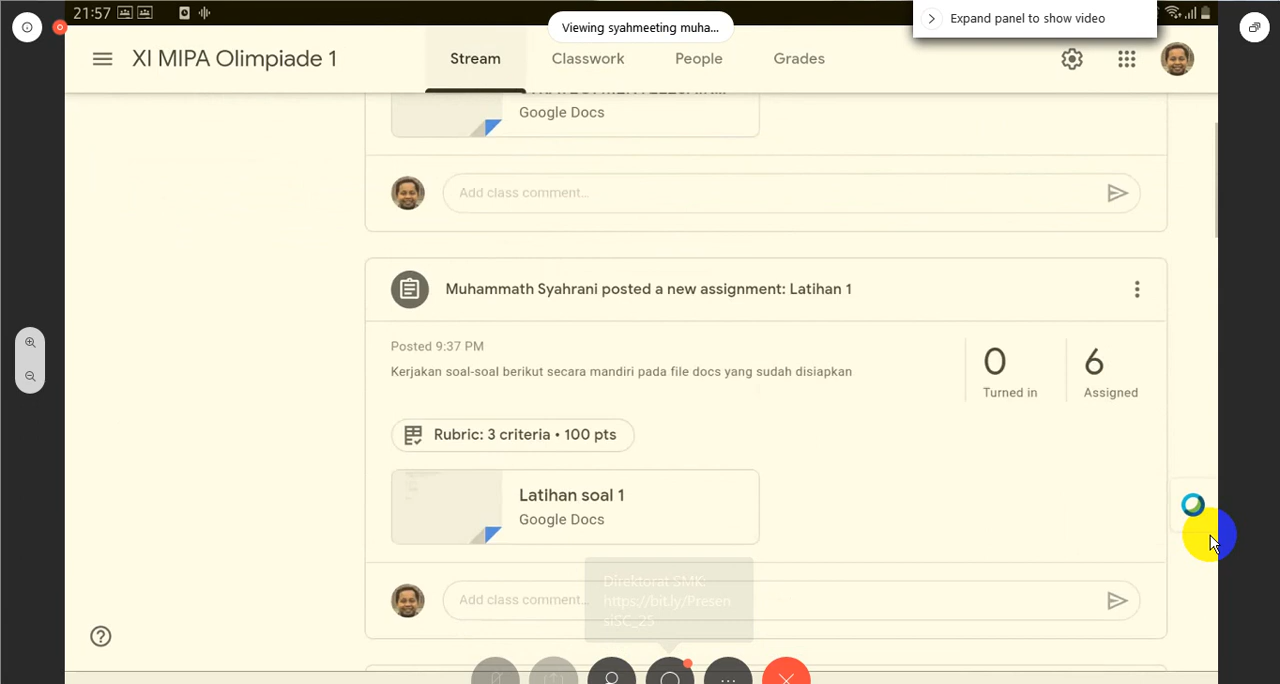 21:57
Viewing syahmeeting muha...
Expand panel to show video
XI MIPA Olimpiade 1
Stream
Classwork
People
Grades
Google Docs
Add class comment...
Muhammath Syahrani posted a new assignment: Latihan 1
Posted 9:37 PM
Kerjakan soal-soal berikut secara mandiri pada file docs yang sudah disiapkan
0
Turned in
6
Assigned
Rubric: 3 criteria • 100 pts
Latihan soal 1
Google Docs
Add class comment...
Direktorat SMK:
https://bit.ly/Presen
siSC_25